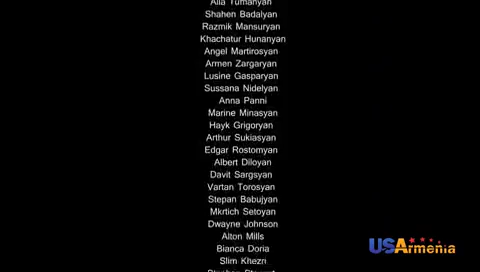 Alla Tumanyan
Shahen Badalyan
Razmik Mansuryan
Khachatur Hunanyan
Angel Martirosyan
Armen Zargaryan
Lusine Gasparyan
Sussana Nidelyan
Anna Panni
Marine Minasyan
Hayk Grigoryan
Arthur Sukiasyan
Edgar Rostomyan
Albert Diloyan
Davit Sargsyan
Vartan Torosyan
Stepan Babujyan
Mkrtich Setoyan
Dwayne Johnson
Alton Mills
Bianca Doria
Slim Khezri
USArmenia